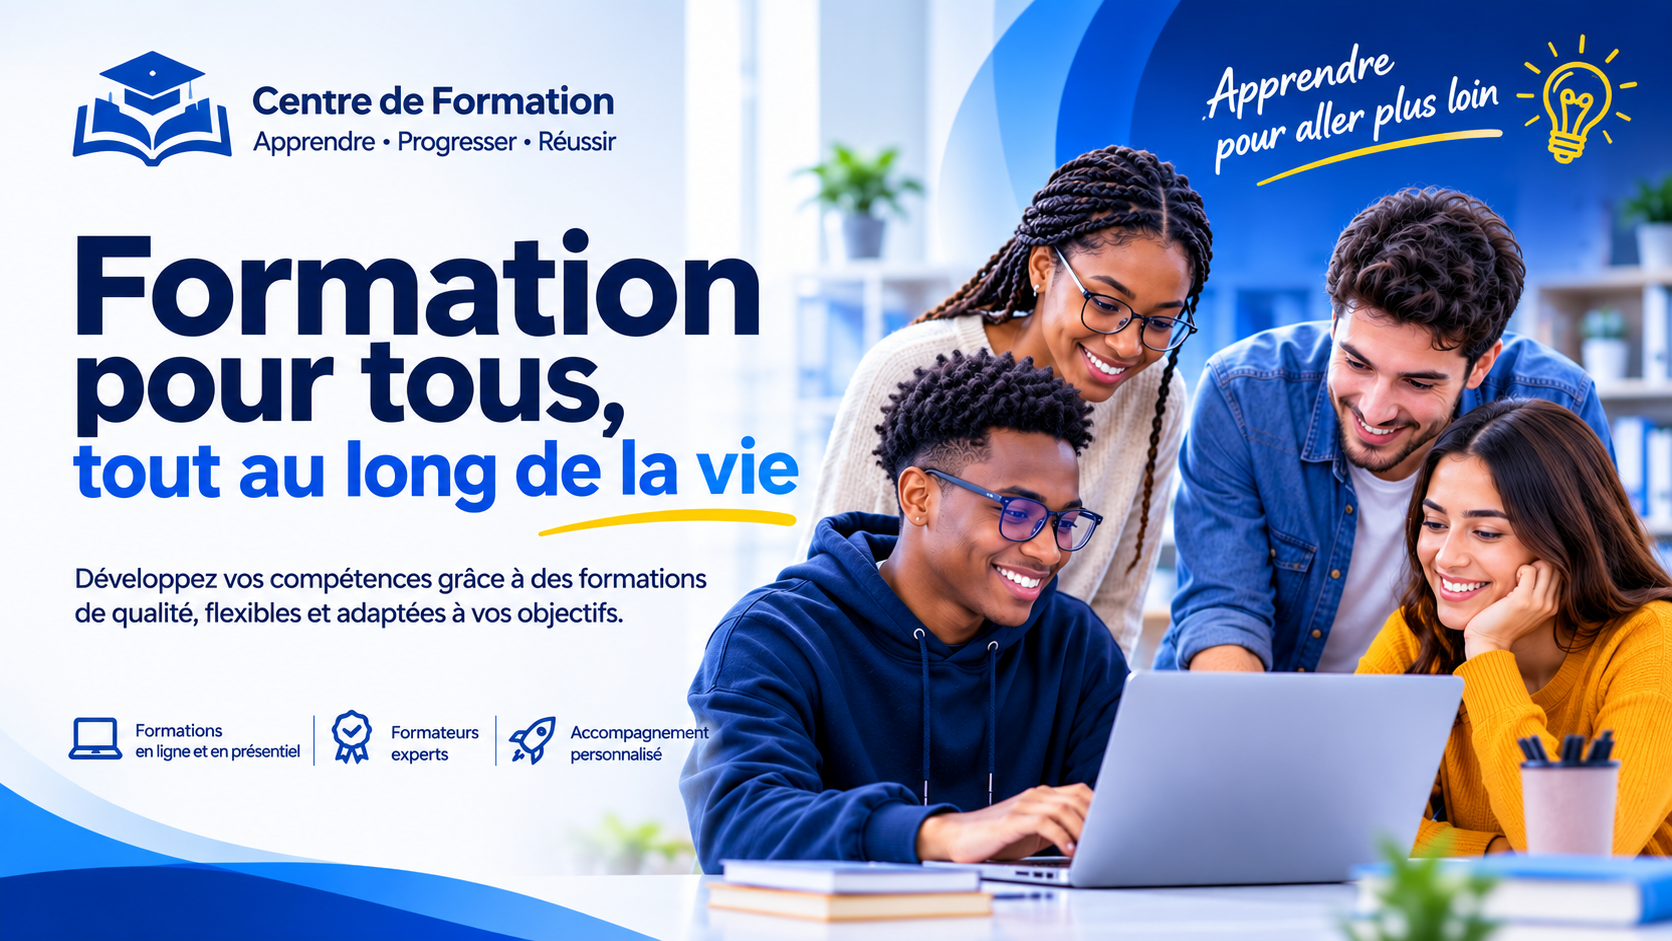 Centre de Formation
Apprendre • Progresser • Réussir
Apprendre
pour aller plus loin
Formation
pour tous,
tout au long de la vie
Développez vos compétences grâce à des formations
de qualité, flexibles et adaptées à vos objectifs.
Formations
en ligne et en présentiel
Formateurs
experts
Accompagnement
personnalisé